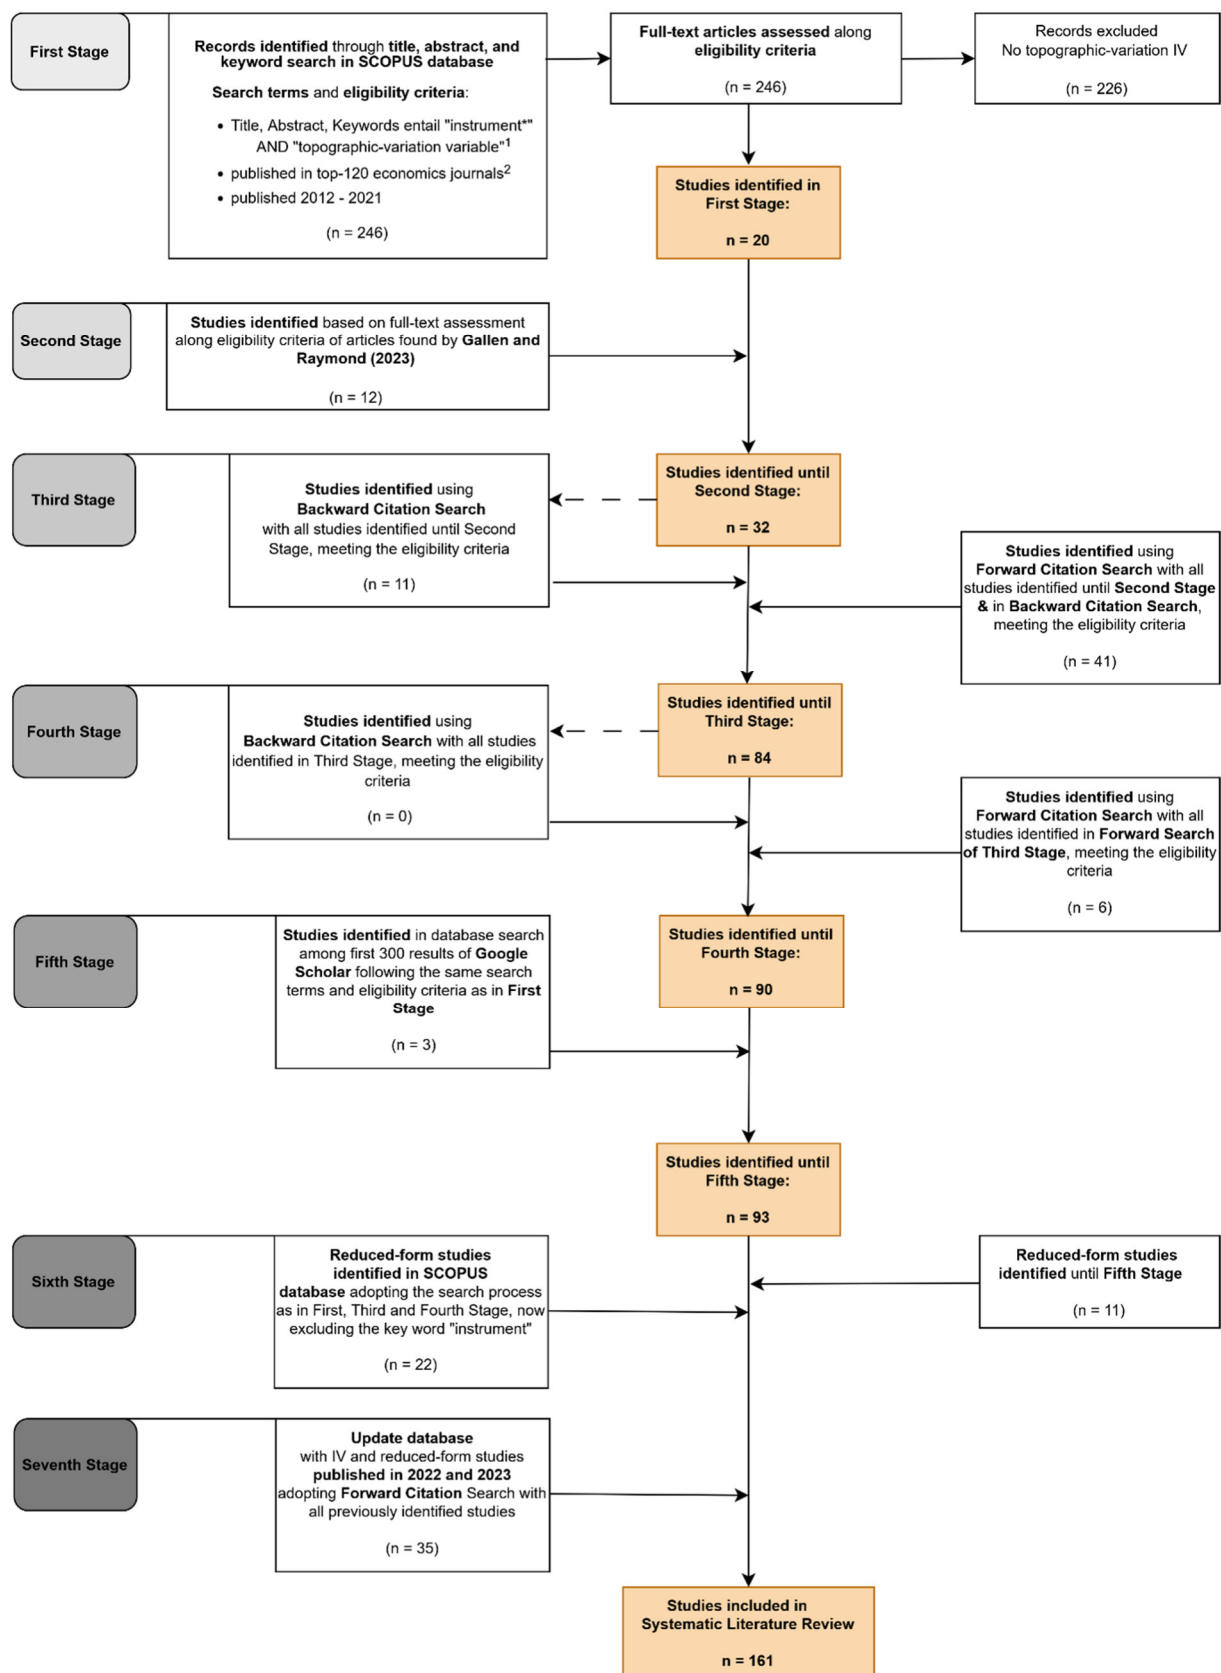 First Stage
Records identified through title, abstract, and
keyword search in SCOPUS database
Search terms and eligibility criteria:
• Title, Abstract, Keywords entail "instrument*"
AND "topographic-variation variable"1
• published in top-120 economics journals2
• published 2012 - 2021
(n = 246)
Full-text articles assessed along
eligibility criteria
(n = 246)
Records excluded
No topographic-variation IV
(n = 226)
Studies identified in
First Stage:
n = 20
Second Stage
Studies identified based on full-text assessment
along eligibility criteria of articles found by Gallen and
Raymond (2023)
(n = 12)
Third Stage
Studies identified using
Backward Citation Search
with all studies identified until Second
Stage, meeting the eligibility criteria
(n = 11)
Studies identified until
Second Stage:
n = 32
Studies identified using
Forward Citation Search with all
studies identified until Second Stage
& in Backward Citation Search,
meeting the eligibility criteria
(n = 41)
Fourth Stage
Studies identified using
Backward Citation Search with all studies
identified in Third Stage, meeting the eligibility
criteria
(n = 0)
Studies identified until
Third Stage:
n = 84
Studies identified using
Forward Citation Search with all
studies identified in Forward Search
of Third Stage, meeting the eligibility
criteria
(n = 6)
Fifth Stage
Studies identified in database search
among first 300 results of Google
Scholar following the same search
terms and eligibility criteria as in First
Stage
(n = 3)
Studies identified until
Fourth Stage:
n = 90
Studies identified until
Fifth Stage:
n = 93
Sixth Stage
Reduced-form studies
identified in SCOPUS
database adopting the search process
as in First, Third and Fourth Stage, now
excluding the key word "instrument"
(n = 22)
Reduced-form studies
identified until Fifth Stage
(n = 11)
Seventh Stage
Update database
with IV and reduced-form studies
published in 2022 and 2023
adopting Forward Citation Search with
all previously identified studies
(n = 35)
Studies included in
Systematic Literature Review
n = 161